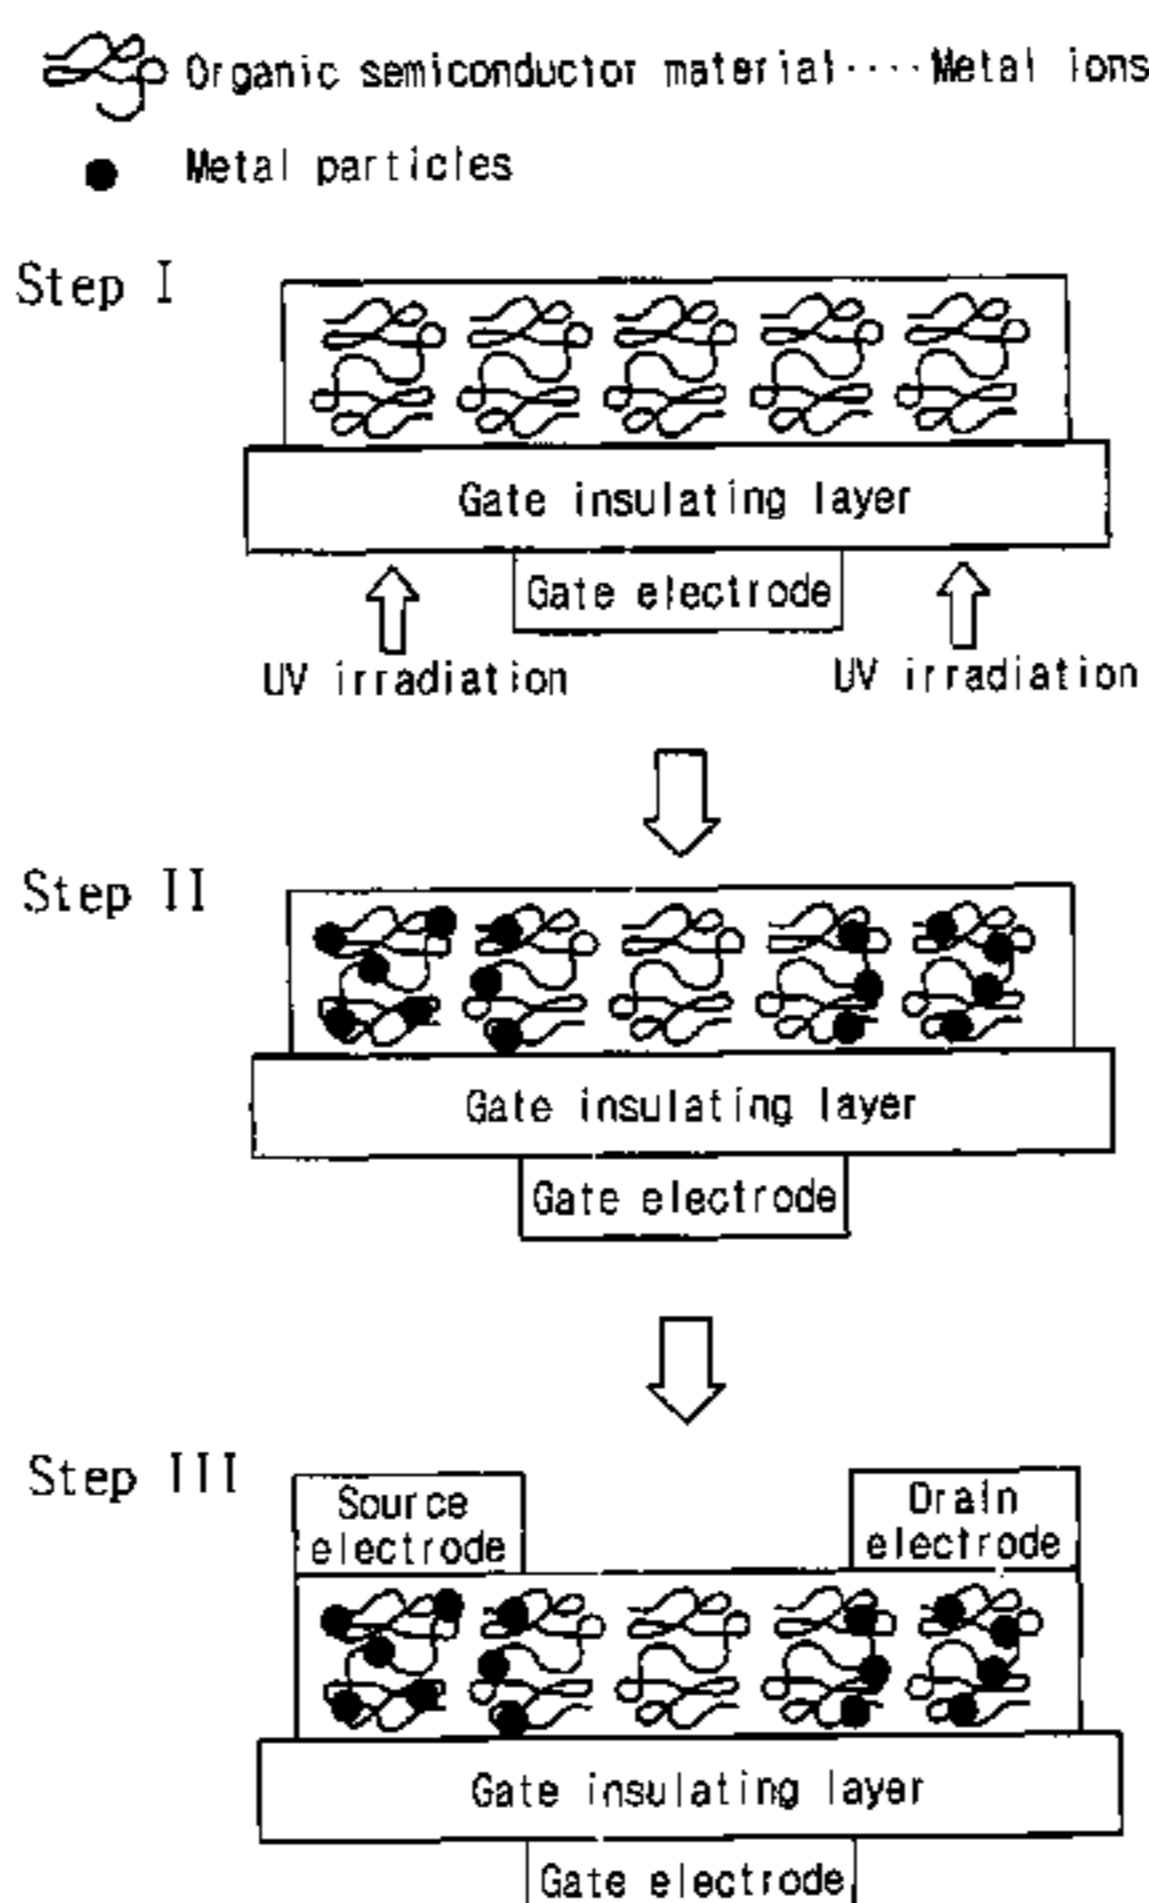 Organic semiconductor material····Metal ions
Metal particles
Step I
Gate insulating layer
Gate electrode
UV irradiation UV irradiation
Step II
Gate insulating layer
Gate electrode
Step III
Source electrode
Drain electrode
Gate insulating layer
Gate electrode